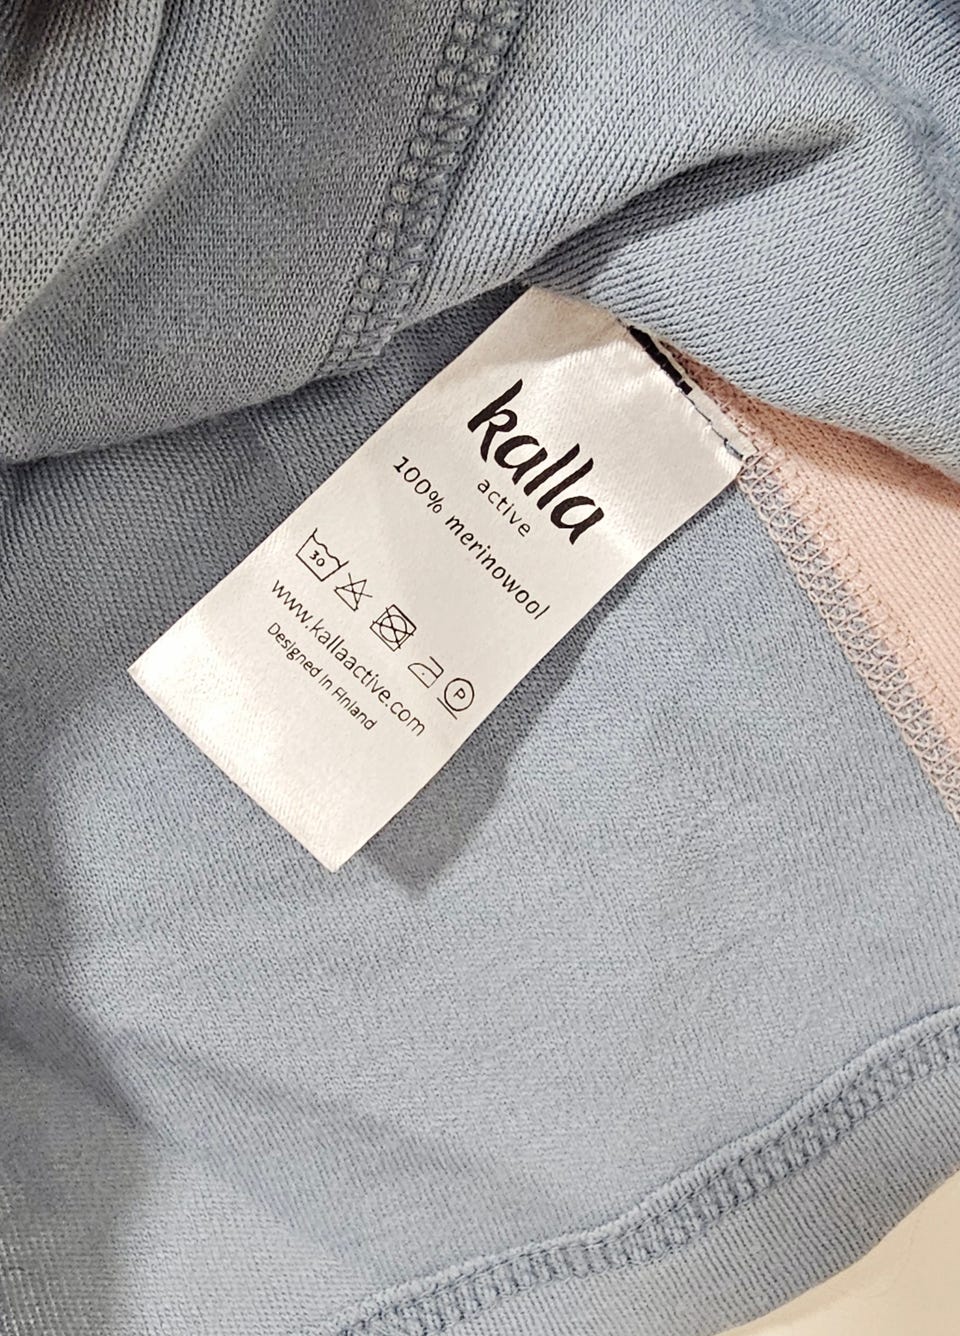 kalla
active
100% merinowool
30
P
www.kallaactive.com
Designed in Finland